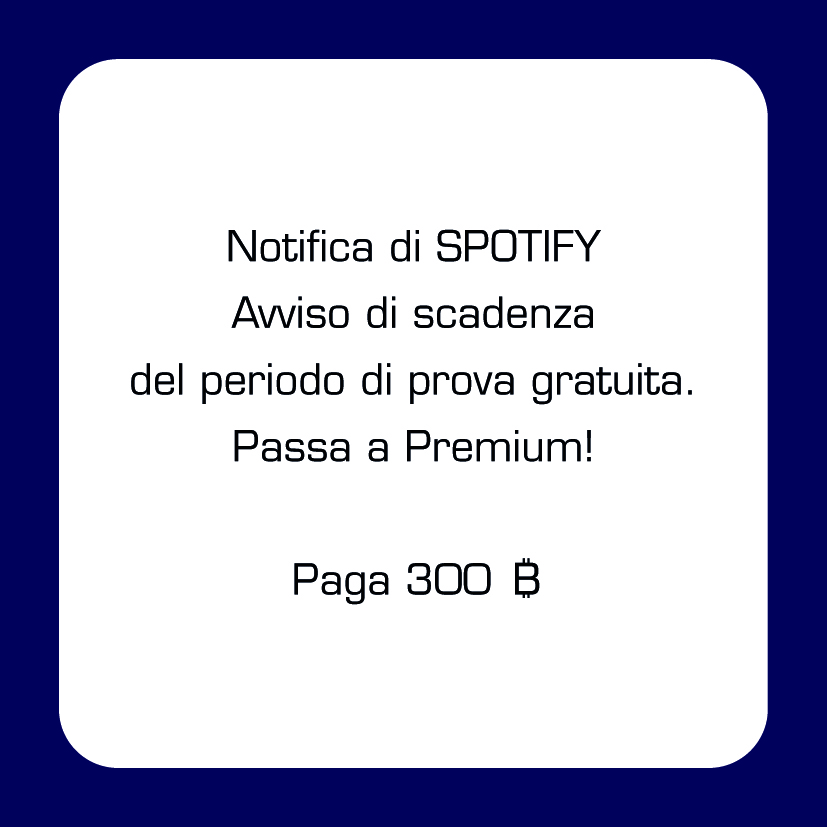 Notifica di SPOTIFY
Avviso di scadenza
del periodo di prova gratuita.
Passa a Premium!
Paga 300 ₿